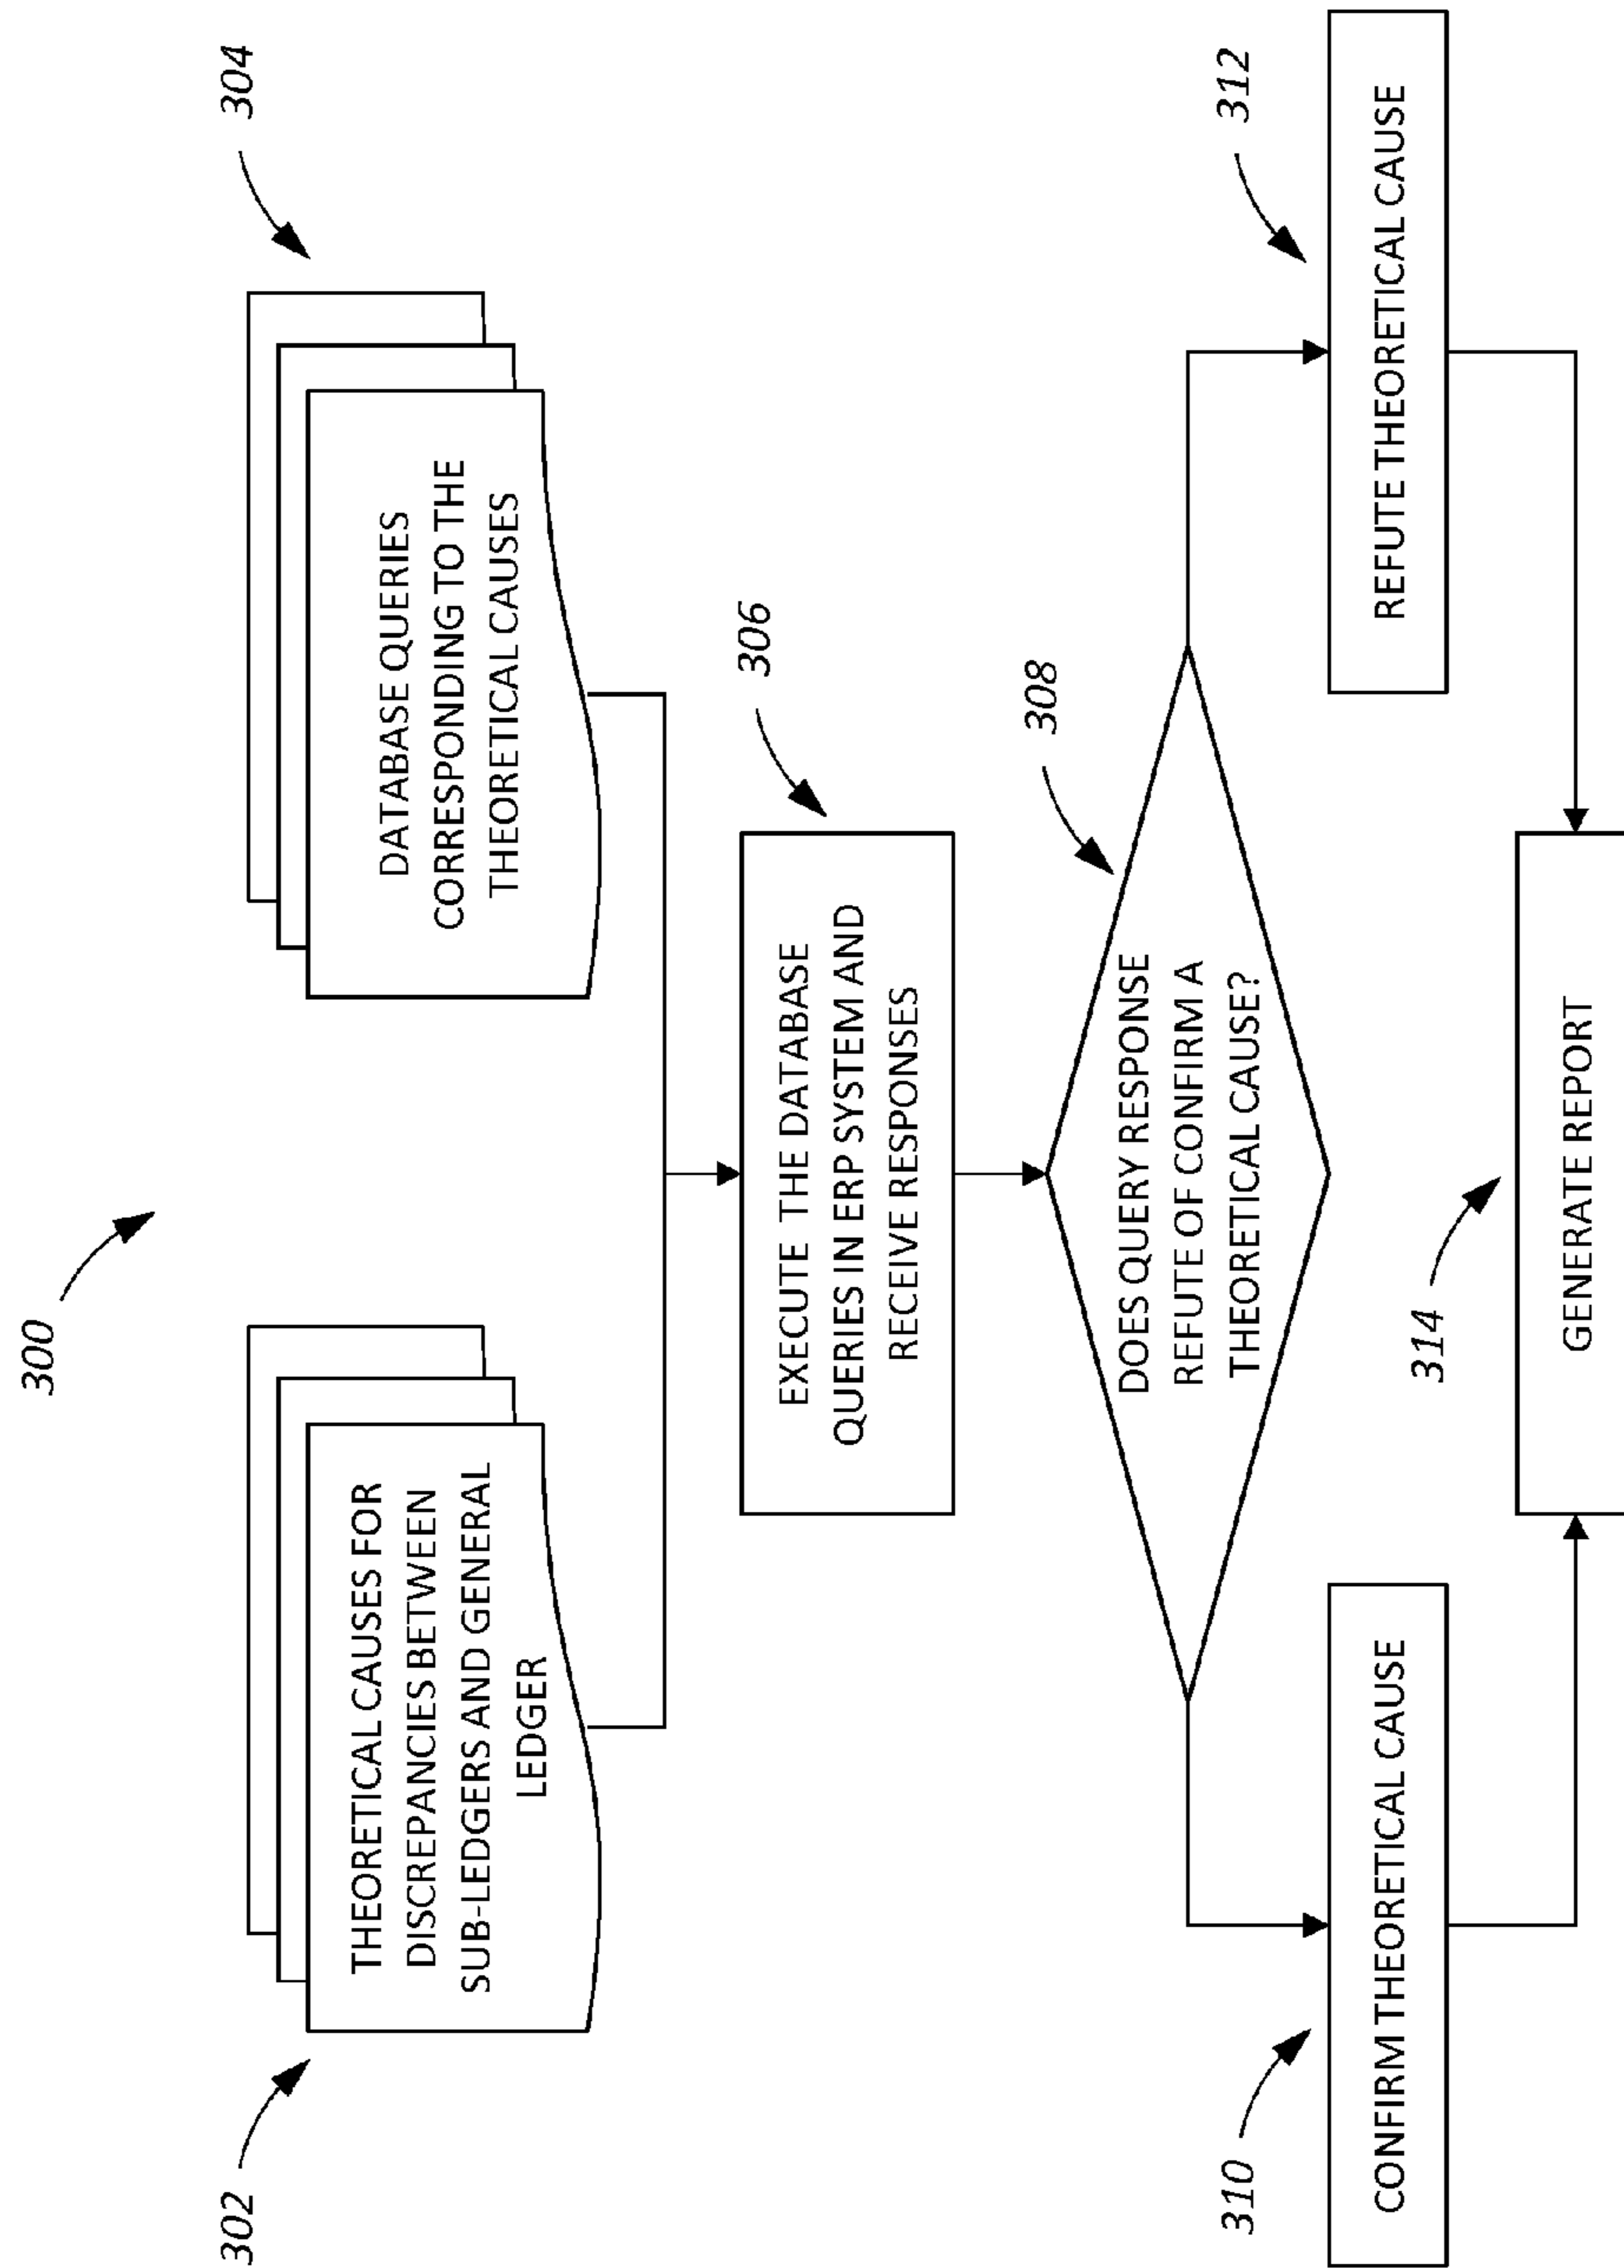 300
302
304
THEORETICAL CAUSES FOR
DISCREPANCIES BETWEEN
SUB-LEDGERS AND GENERAL
LEDGER
DATABASE QUERIES
CORRESPONDING TO THE
THEORETICAL CAUSES
306
EXECUTE THE DATABASE
QUERIES IN ERP SYSTEM AND
RECEIVE RESPONSES
308
DOES QUERY RESPONSE
REFUTE OF CONFIRM A
THEORETICAL CAUSE?
310
312
CONFIRM THEORETICAL CAUSE
REFUTE THEORETICAL CAUSE
314
GENERATE REPORT